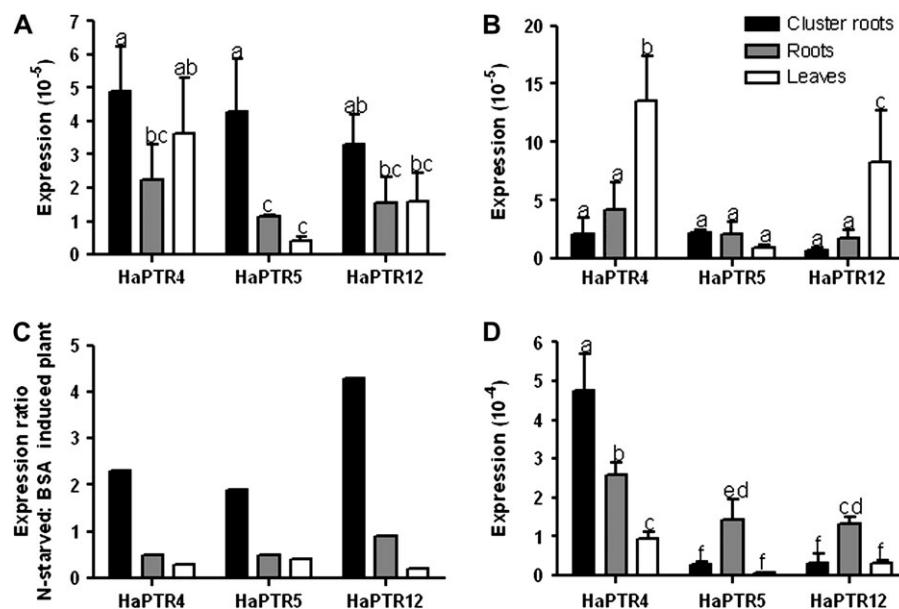 A
Expression (10-5)
5
4
3
2
1
0
7
6
a
bc
ab
a
c
c
ab
bc
bc
HaPTR4 HaPTR5 HaPTR12
B
Expression (10-5)
20
15
10
5
0
a
a
b
a
a
a
a
a
c
HaPTR4 HaPTR5 HaPTR12
Cluster roots
Roots
Leaves
C
Expression ratio
N-starved: BSA induced plant
5
4
3
2
1
0
HaPTR4 HaPTR5 HaPTR12
D
Expression (10-4)
6
5
4
3
2
1
0
a
b
c
f
ed
f
f
cd
f
HaPTR4 HaPTR5 HaPTR12